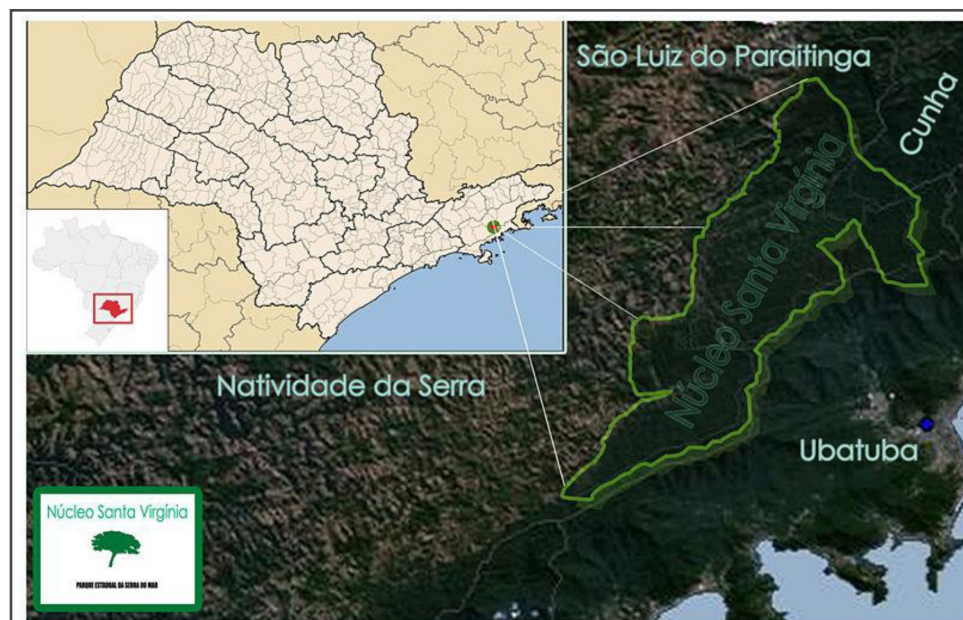 São Luiz do Paraitinga
Cunha
Núcleo Santa Virgínia
Natividade da Serra
Ubatuba
Núcleo Santa Virgínia
PARQUE ESTADUAL DA SERRA DO MAR